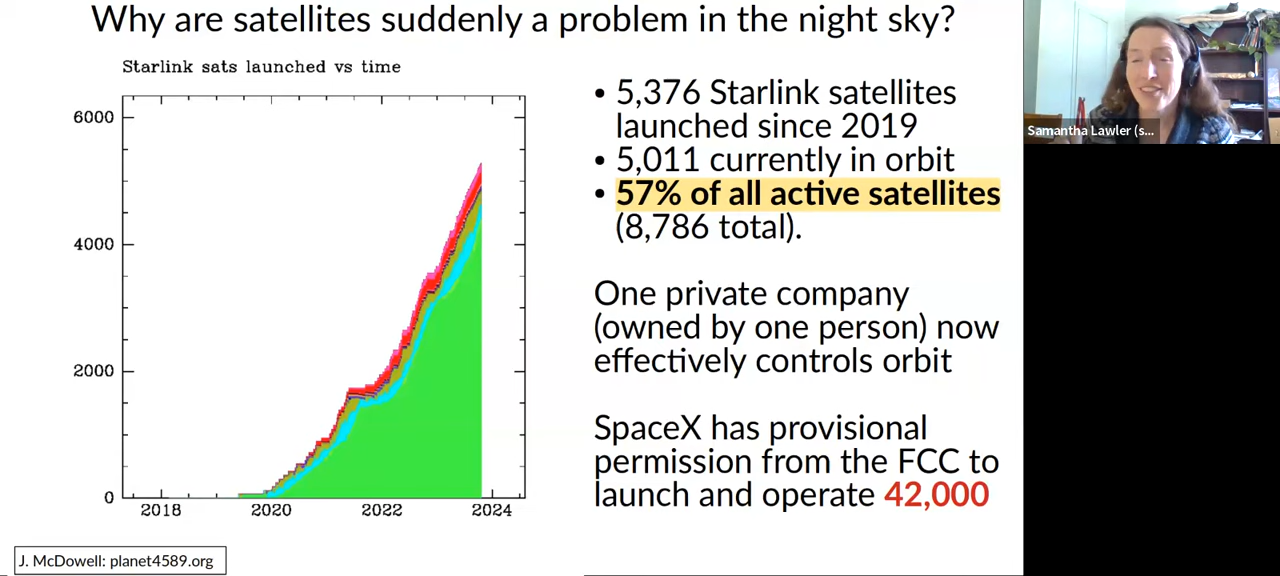 Why are satellites suddenly a problem in the night sky?
Starlink sats launched vs time
6000
4000
2000
0
2018 2020 2022 2024
J. McDowell: planet4589.org
• 5,376 Starlink satellites
launched since 2019
• 5,011 currently in orbit
• 57% of all active satellites
(8,786 total).
One private company
(owned by one person) now
effectively controls orbit
SpaceX has provisional
permission from the FCC to
launch and operate 42,000
Samantha Lawler (s...